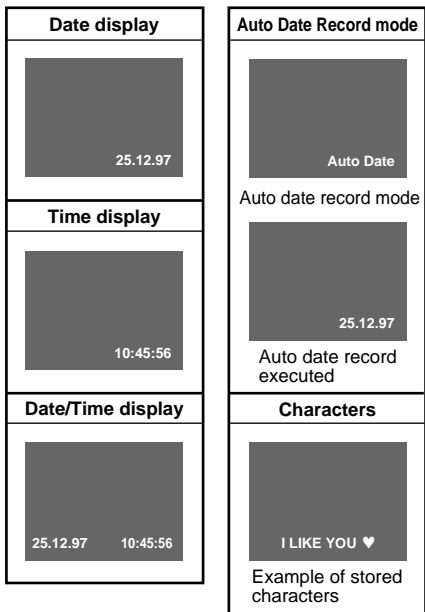 Date display
25.12.97
Time display
10:45:56
Date/Time display
25.12.97 10:45:56
Auto Date Record mode
Auto Date
Auto date record mode
25.12.97
Auto date record
executed
Characters
I LIKE YOU ♥
Example of stored
characters